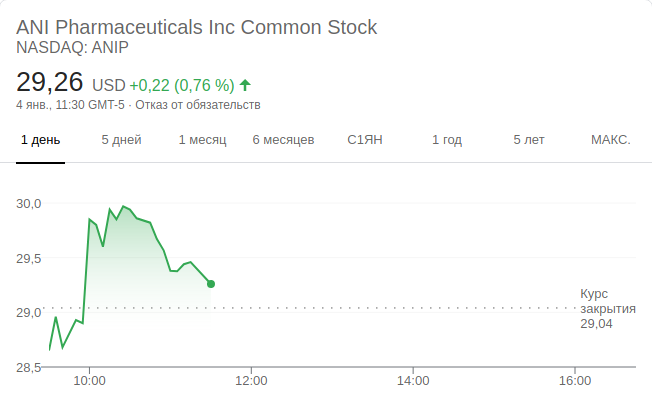 ANI Pharmaceuticals Inc Common Stock
NASDAQ: ANIP
29,26 USD +0,22 (0,76 %)
4 янв., 11:30 GMT-5 · Отказ от обязательств
1 день 5 дней 1 месяц 6 месяцев С1ЯН 1 год 5 лет МАКС.
30,0
29,5
29,0
28,5
Курс
закрытия
29,04
10:00 12:00 14:00 16:00